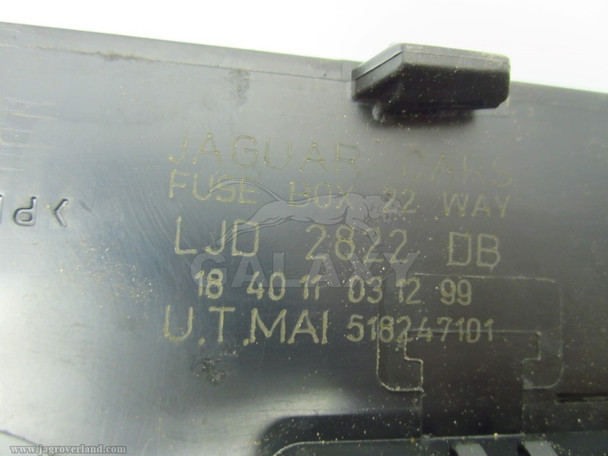 JAGUAR CARS
FUSE BOX 22 WAY
LJD 2822 DB
GALAXY
18 40 11 03 12 99
U.T.MAI 518247101
www.jagroverland.com